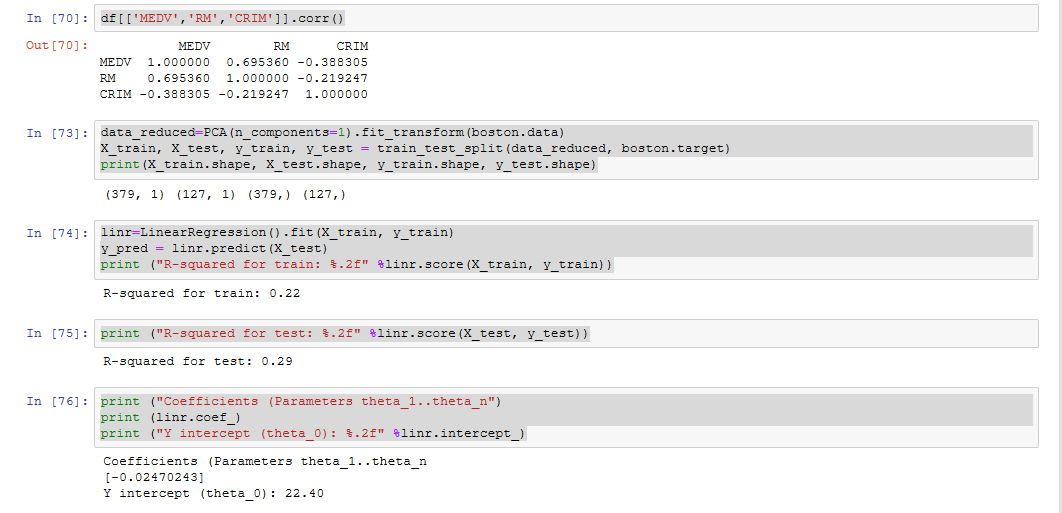 In [70]: df[['MEDV','RM','CRIM']].corr()
Out[70]: MEDV RM CRIM
MEDV 1.000000 0.695360 -0.388305
RM 0.695360 1.000000 -0.219247
CRIM -0.388305 -0.219247 1.000000
In [73]: data_reduced=PCA(n_components=1).fit_transform(boston.data)
X_train, X_test, y_train, y_test = train_test_split(data_reduced, boston.target)
print(X_train.shape, X_test.shape, y_train.shape, y_test.shape)
(379, 1) (127, 1) (379,) (127,)
In [74]: linr=LinearRegression().fit(X_train, y_train)
y_pred = linr.predict(X_test)
print ("R-squared for train: %.2f" %linr.score(X_train, y_train))
R-squared for train: 0.22
In [75]: print ("R-squared for test: %.2f" %linr.score(X_test, y_test))
R-squared for test: 0.29
In [76]: print ("Coefficients (Parameters theta_1..theta_n")
print (linr.coef_)
print ("Y intercept (theta_0): %.2f" %linr.intercept_)
Coefficients (Parameters theta_1..theta_n
[-0.02470243]
Y intercept (theta_0): 22.40